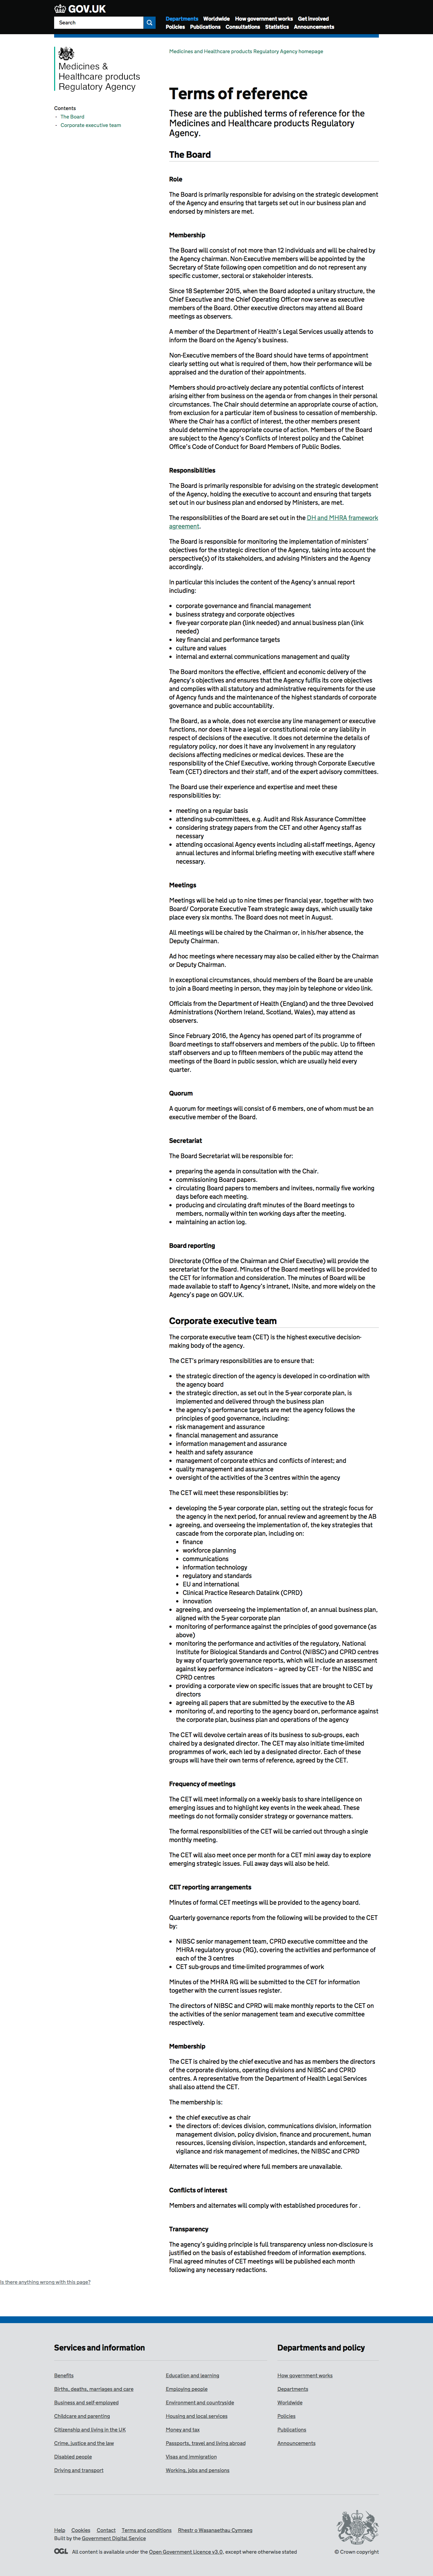 GOV.UK
Search
Departments Worldwide How government works Get involved
Policies Publications Consultations Statistics Announcements
Medicines &
Healthcare products
Regulatory Agency
Medicines and Healthcare products Regulatory Agency homepage
Contents
The Board
Corporate executive team
Terms of reference
These are the published terms of reference for the
Medicines and Healthcare products Regulatory
Agency.
The Board
Role
The Board is primarily responsible for advising on the strategic development
of the Agency and ensuring that targets set out in our business plan and
endorsed by ministers are met.
Membership
The Board will consist of not more than 12 individuals and will be chaired by
the Agency chairman. Non-Executive members will be appointed by the
Secretary of State following open competition and do not represent any
specific customer, sectoral or stakeholder interests.
Since 18 September 2015, when the Board adopted a unitary structure, the
Chief Executive and the Chief Operating Officer now serve as executive
members of the Board. Other executive directors may attend all Board
meetings as observers.
A member of the Department of Health's Legal Services usually attends to
inform the Board on the Agency's business.
Non-Executive members of the Board should have terms of appointment
clearly setting out what is required of them, how their performance will be
appraised and the duration of their appointments.
Members should pro-actively declare any potential conflicts of interest
arising either from business on the agenda or from changes in their personal
circumstances. The Chair should determine an appropriate course of action,
from exclusion for a particular item of business to cessation of membership.
Where the Chair has a conflict of interest, the other members present
should determine the appropriate course of action. Members of the Board
are subject to the Agency's Conflicts of Interest policy and the Cabinet
Office's Code of Conduct for Board Members of Public Bodies.
Responsibilities
The Board is primarily responsible for advising on the strategic development
of the Agency, holding the executive to account and ensuring that targets
set out in our business plan and endorsed by Ministers, are met.
The responsibilities of the Board are set out in the DH and MHRA framework
agreement.
The Board is responsible for monitoring the implementation of ministers'
objectives for the strategic direction of the Agency, taking into account the
perspective(s) of its stakeholders, and advising Ministers and the Agency
accordingly.
In particular this includes the content of the Agency's annual report
including:
corporate governance and financial management
business strategy and corporate objectives
five-year corporate plan (link needed) and annual business plan (link
needed)
key financial and performance targets
culture and values
internal and external communications management and quality
The Board monitors the effective, efficient and economic delivery of the
Agency's objectives and ensures that the Agency fulfils its core objectives
and complies with all statutory and administrative requirements for the use
of funds and the maintenance of the highest standards of corporate
governance and public accountability.
The Board, as a whole, does not exercise any line management or executive
functions, nor does it have a legal or constitutional role or any liability in
respect of decisions of the executive. It does not determine the details of
regulatory policy, nor does it have any involvement in any regulatory
decisions affecting medicines or medical devices. These are the
responsibility of the Chief Executive, working through Corporate Executive
Team (CET) directors and their staff, and of the expert advisory committees.
The Board use their experience and expertise and meet these
responsibilities by:
meeting on a regular basis
attending sub-committees, e.g. Audit and Risk Assurance Committee
considering strategy papers from the CET and other Agency staff as
necessary
attending occasional Agency events including all-staff meetings, Agency
annual lectures and informal briefing with executive staff where
necessary.
Meetings
Meetings will be held up to nine times per financial year, together with two
Board/ Corporate Executive Team strategic away days, which usually take
place every six months. The Board does not meet in August.
All meetings will be chaired by the Chairman or, in his/her absence, the
Deputy Chairman.
Ad hoc meetings where necessary may also be called either by the Chairman
or Deputy Chairman.
In exceptional circumstances, should members of the Board be are unable
to join a Board meeting in person, they may join by telephone or video link.
Officials from the Department of Health (England) and the three Devolved
Administrations (Northern Ireland, Scotland, Wales), may attend as
observers.
Since February 2016, the Agency has opened part of its programme of
Board meetings to staff observers and members of the public. Up to fifteen
staff observers and up to fifteen members of the public may attend the
meetings of the Board in public session, which are usually held every
quarter.
Quorum
A quorum for meetings will consist of 6 members, one of whom must be an
executive member of the Board.
Secretariat
The Board Secretariat will be responsible for:
preparing the agenda in consultation with the Chair.
commissioning Board papers.
circulating Board papers to members and invitees, normally five working
days before each meeting.
producing and circulating draft minutes of the Board meetings to
members, normally within ten working days after the meeting.
maintaining an action log.
Board reporting
Directorate (Office of the Chairman and Chief Executive) will provide the
secretariat for the Board. Minutes of the Board meetings will be provided to
the CET for information and consideration. The minutes of Board will be
made available to staff to Agency's intranet, INsite, and more widely on the
Agency's page on GOV.UK.
Corporate executive team
The corporate executive team (CET) is the highest executive decision-
making body of the agency.
The CET's primary responsibilities are to ensure that:
the strategic direction of the agency is developed in co-ordination with
the agency board
the strategic direction, as set out in the 5-year corporate plan, is
implemented and delivered through the business plan
the agency's performance targets are met the agency follows the
principles of good governance, including:
risk management and assurance
financial management and assurance
information management and assurance
health and safety assurance
management of corporate ethics and conflicts of interest; and
quality management and assurance
oversight of the activities of the 3 centres within the agency
The CET will meet these responsibilities by:
developing the 5-year corporate plan, setting out the strategic focus for
the agency in the next period, for annual review and agreement by the AB
agreeing, and overseeing the implementation of, the key strategies that
cascade from the corporate plan, including on:
finance
workforce planning
communications
information technology
regulatory and standards
EU and international
Clinical Practice Research Datalink (CPRD)
innovation
agreeing, and overseeing the implementation of, an annual business plan,
aligned with the 5-year corporate plan
monitoring of performance against the principles of good governance (as
above)
monitoring the performance and activities of the regulatory, National
Institute for Biological Standards and Control (NIBSC) and CPRD centres
by way of quarterly governance reports, which will include an assessment
against key performance indicators – agreed by CET - for the NIBSC and
CPRD centres
providing a corporate view on specific issues that are brought to CET by
directors
agreeing all papers that are submitted by the executive to the AB
monitoring of, and reporting to the agency board on, performance against
the corporate plan, business plan and operations of the agency
The CET will devolve certain areas of its business to sub-groups, each
chaired by a designated director. The CET may also initiate time-limited
programmes of work, each led by a designated director. Each of these
groups will have their own terms of reference, agreed by the CET.
Frequency of meetings
The CET will meet informally on a weekly basis to share intelligence on
emerging issues and to highlight key events in the week ahead. These
meetings do not formally consider strategy or governance matters.
The formal responsibilities of the CET will be carried out through a single
monthly meeting.
The CET will also meet once per month for a CET mini away day to explore
emerging strategic issues. Full away days will also be held.
CET reporting arrangements
Minutes of formal CET meetings will be provided to the agency board.
Quarterly governance reports from the following will be provided to the CET
by:
NIBSC senior management team, CPRD executive committee and the
MHRA regulatory group (RG), covering the activities and performance of
each of the 3 centres
CET sub-groups and time-limited programmes of work
Minutes of the MHRA RG will be submitted to the CET for information
together with the current issues register.
The directors of NIBSC and CPRD will make monthly reports to the CET on
the activities of the senior management team and executive committee
respectively.
Membership
The CET is chaired by the chief executive and has as members the directors
of the corporate divisions, operating divisions and NIBSC and CPRD
centres. A representative from the Department of Health Legal Services
shall also attend the CET.
The membership is:
the chief executive as chair
the directors of: devices division, communications division, information
management division, policy division, finance and procurement, human
resources, licensing division, inspection, standards and enforcement,
vigilance and risk management of medicines, the NIBSC and CPRD
Alternates will be required where full members are unavailable.
Conflicts of interest
Members and alternates will comply with established procedures for .
Transparency
The agency's guiding principle is full transparency unless non-disclosure is
justified on the basis of established freedom of information principles.
Final agreed minutes of CET meetings will be published each month
following any necessary redactions.
Is there anything wrong with this page?
Services and information
Departments and policy
Benefits
Education and learning
How government works
Births, deaths, marriages and care
Employing people
Departments
Business and self-employed
Environment and countryside
Worldwide
Childcare and parenting
Housing and local services
Policies
Citizenship and living in the UK
Money and tax
Publications
Crime, justice and the law
Passports, travel and living abroad
Announcements
Disabled people
Visas and immigration
Driving and transport
Working, jobs and pensions
Help Cookies Contact Terms and conditions Rhestr o Wasanaethau Cymraeg
Built by the Government Digital Service
OGL All content is available under the Open Government Licence v3.0, except where otherwise stated
© Crown copyright